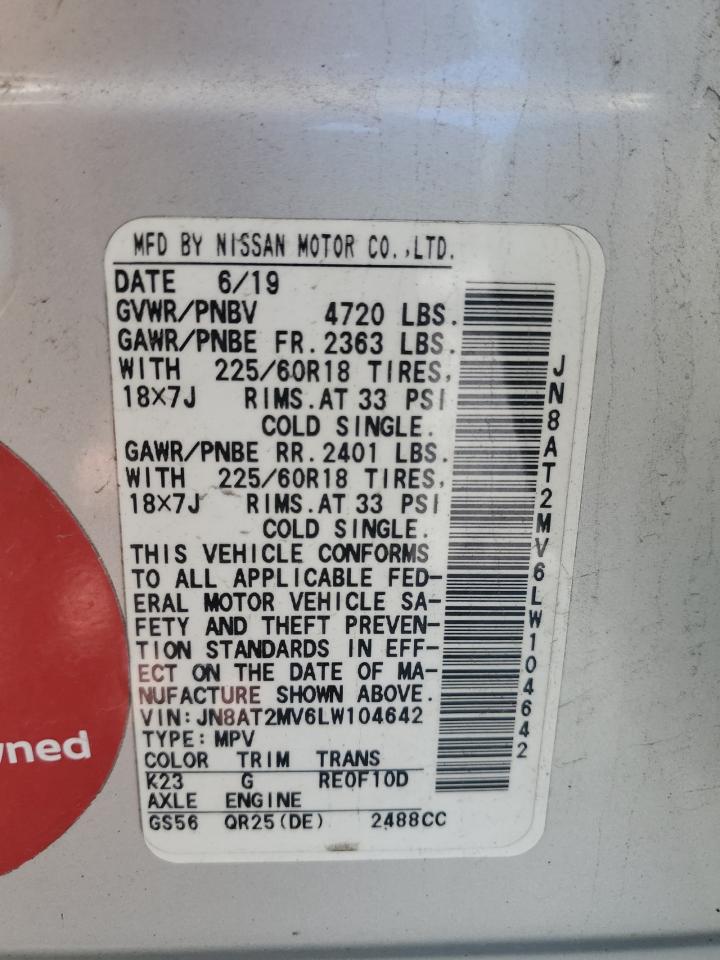 MFD BY NISSAN MOTOR CO.,LTD.
DATE 6/19
GVWR/PNBV 4720 LBS.
GAWR/PNBE FR. 2363 LBS.
WITH 225/60R18 TIRES,
18×7J RIMS. AT 33 PSI
COLD SINGLE.
GAWR/PNBE RR. 2401 LBS.
WITH 225/60R18 TIRES,
18×7J RIMS. AT 33 PSI
COLD SINGLE.
THIS VEHICLE CONFORMS
TO ALL APPLICABLE FED-
ERAL MOTOR VEHICLE SA-
FETY AND THEFT PREVEN-
TION STANDARDS IN EFF-
ECT ON THE DATE OF MA-
NUFACTURE SHOWN ABOVE.
VIN: JN8AT2MV6LW104642
TYPE: MPV
COLOR TRIM TRANS
K23 G RE0F10D
AXLE ENGINE
GS56 QR25(DE) 2488CC
JN8AT2MV6LW104642
wned